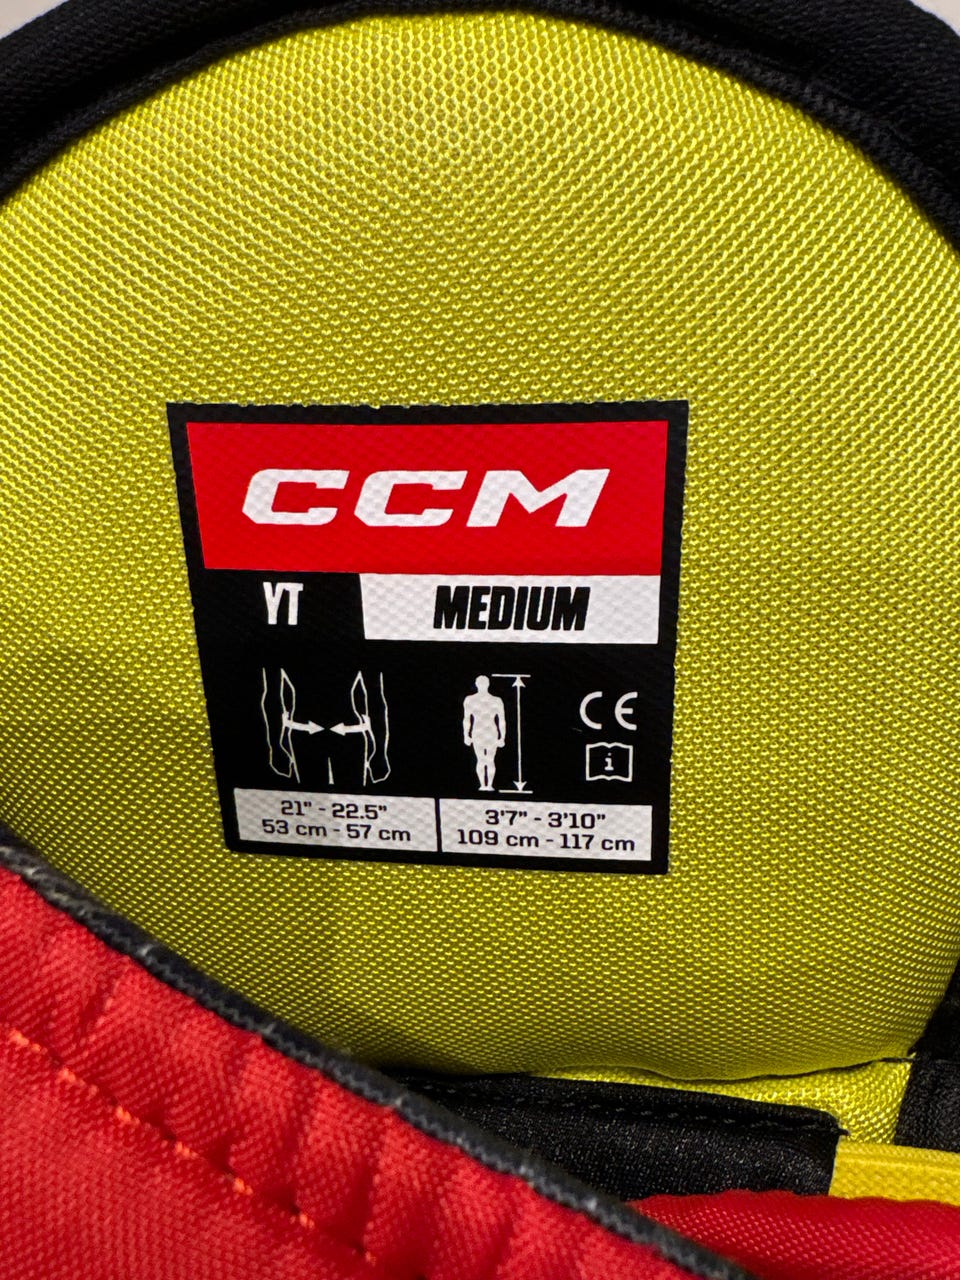 CCM
YT MEDIUM
CE
i
21" - 22.5"
53 cm - 57 cm
3'7" - 3'10"
109 cm - 117 cm